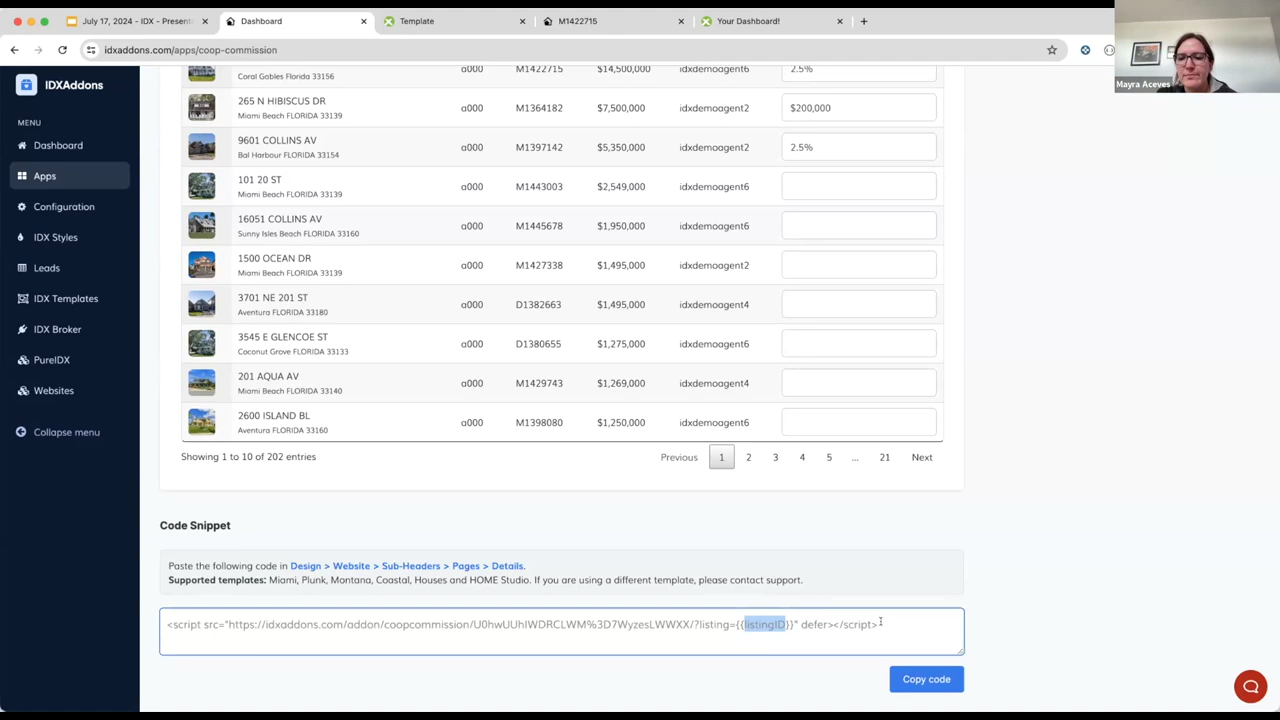 July 17, 2024 - IDX - Presenta
Dashboard
Template
M1422715
Your Dashboard!
idxaddons.com/apps/coop-commission
Mayra Aceves
IDXAddons
MENU
Dashboard
Apps
Configuration
IDX Styles
Leads
IDX Templates
IDX Broker
PureIDX
Websites
Collapse menu
Coral Gables Florida 33156 a000 M1422715 $14,500,000 idxdemoagent6 2.5%
265 N HIBISCUS DR
Miami Beach FLORIDA 33139 a000 M1364182 $7,500,000 idxdemoagent2 $200,000
9601 COLLINS AV
Bal Harbour FLORIDA 33154 a000 M1397142 $5,350,000 idxdemoagent2 2.5%
101 20 ST
Miami Beach FLORIDA 33139 a000 M1443003 $2,549,000 idxdemoagent6
16051 COLLINS AV
Sunny Isles Beach FLORIDA 33160 a000 M1445678 $1,950,000 idxdemoagent6
1500 OCEAN DR
Miami Beach FLORIDA 33139 a000 M1427338 $1,495,000 idxdemoagent2
3701 NE 201 ST
Aventura FLORIDA 33180 a000 D1382663 $1,495,000 idxdemoagent4
3545 E GLENCOE ST
Coconut Grove FLORIDA 33133 a000 D1380655 $1,275,000 idxdemoagent6
201 AQUA AV
Miami Beach FLORIDA 33140 a000 M1429743 $1,269,000 idxdemoagent4
2600 ISLAND BL
Aventura FLORIDA 33160 a000 M1398080 $1,250,000 idxdemoagent6
Showing 1 to 10 of 202 entries Previous 1 2 3 4 5 ... 21 Next
Code Snippet
Paste the following code in Design > Website > Sub-Headers > Pages > Details.
Supported templates: Miami, Plunk, Montana, Coastal, Houses and HOME Studio. If you are using a different template, please contact support.
<script src="https://idxaddons.com/addon/coopcommission/U0hwUUhIWDRCLWM%3D7WyzesLWWXX/?listing={{listingID}}" defer></script>
Copy code